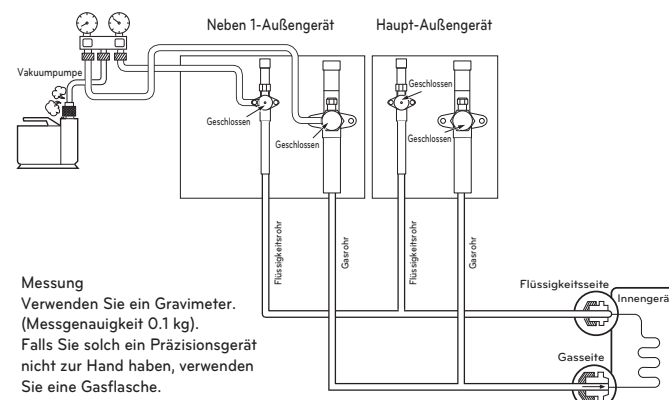 Neben 1-Außengerät
Haupt-Außengerät
Vakuumpumpe
Geschlossen
Geschlossen
Geschlossen
Geschlossen
Flüssigkeitsrohr
Gasrohr
Flüssigkeitsrohr
Gasrohr
Messung
Verwenden Sie ein Gravimeter.
(Messgenauigkeit 0.1 kg).
Falls Sie solch ein Präzisionsgerät
nicht zur Hand haben, verwenden
Sie eine Gasflasche.
Flüssigkeitsseite
Innengerä
Gasseite